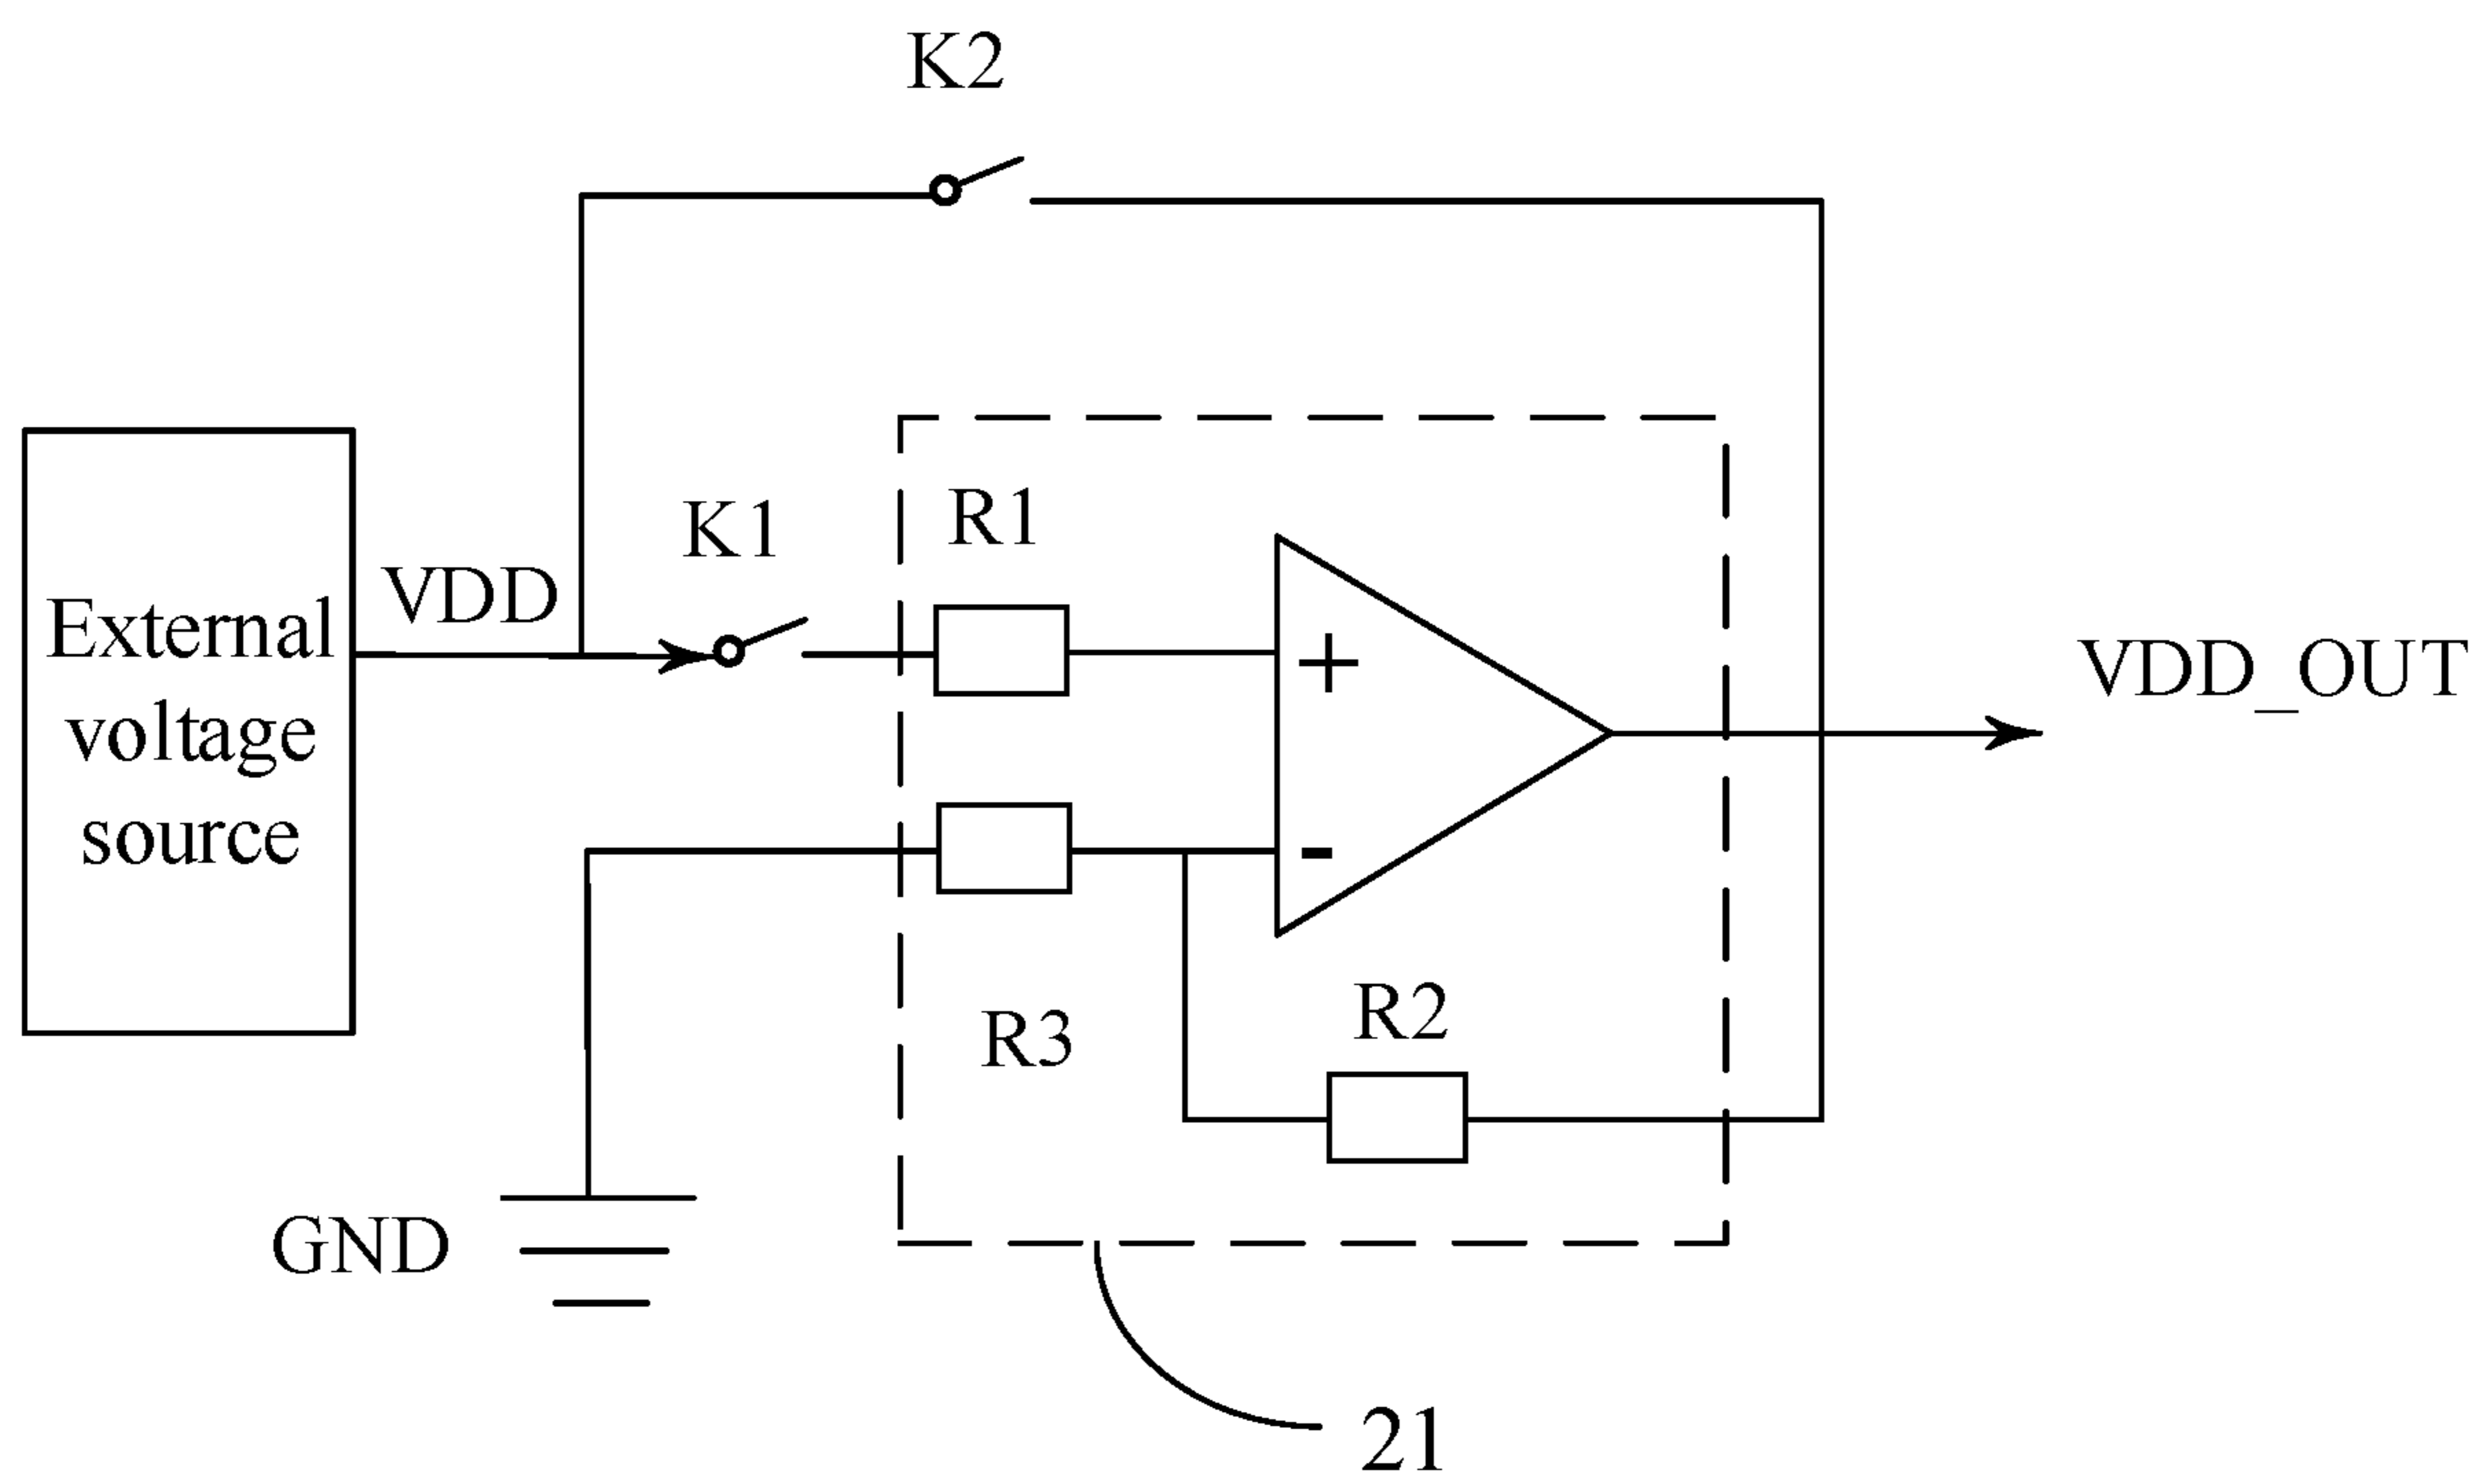 K2
K1
R1
VDD
External
voltage
source
+
VDD_OUT
-
R3
R2
GND
21